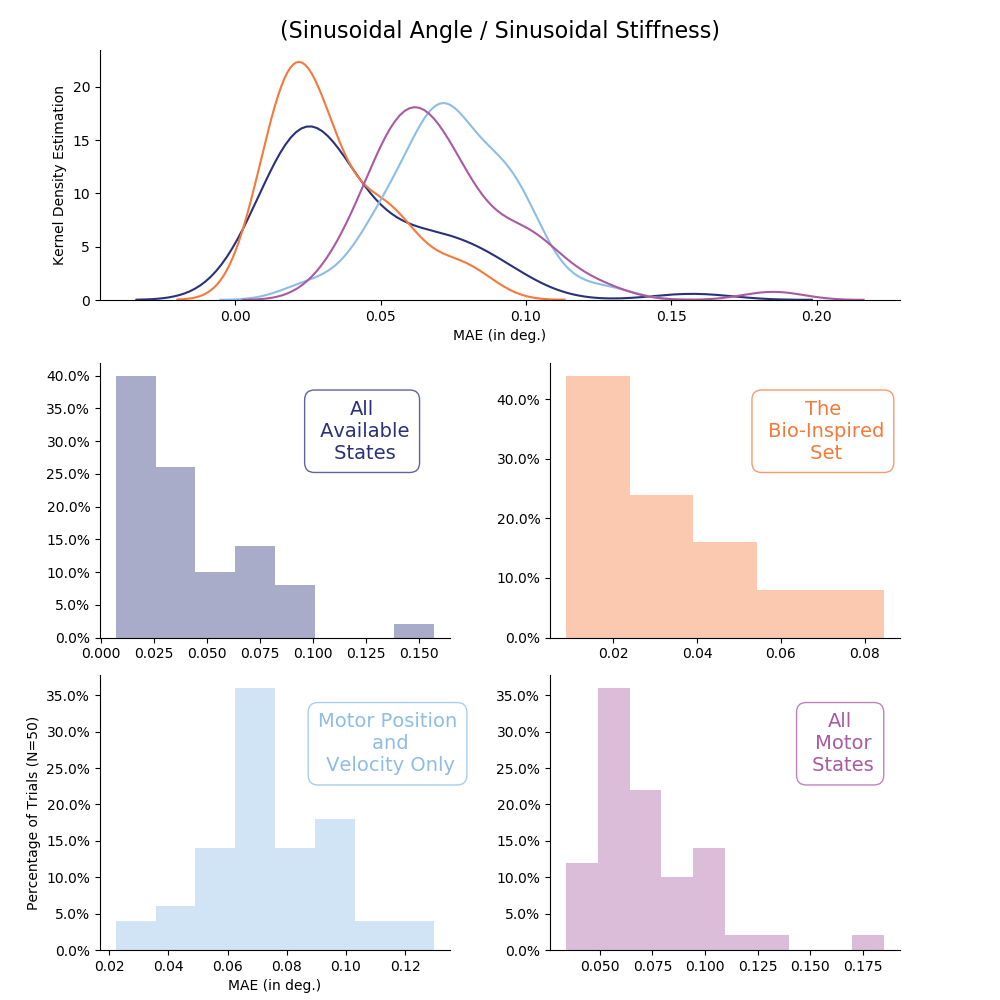 (Sinusoidal Angle / Sinusoidal Stiffness)
Kernel Density Estimation
20
15
10
5
0
0.00 0.05 0.10 0.15 0.20
MAE (in deg.)
40.0%
35.0%
30.0%
25.0%
20.0%
15.0%
10.0%
5.0%
0.0%
0.000 0.025 0.050 0.075 0.100 0.125 0.150
All
Available
States
40.0%
30.0%
20.0%
10.0%
0.0%
0.02 0.04 0.06 0.08
The
Bio-Inspired
Set
Percentage of Trials (N=50)
35.0%
30.0%
25.0%
20.0%
15.0%
10.0%
5.0%
0.0%
0.02 0.04 0.06 0.08 0.10 0.12
MAE (in deg.)
Motor Position
and
Velocity Only
35.0%
30.0%
25.0%
20.0%
15.0%
10.0%
5.0%
0.0%
0.050 0.075 0.100 0.125 0.150 0.175
All
Motor
States